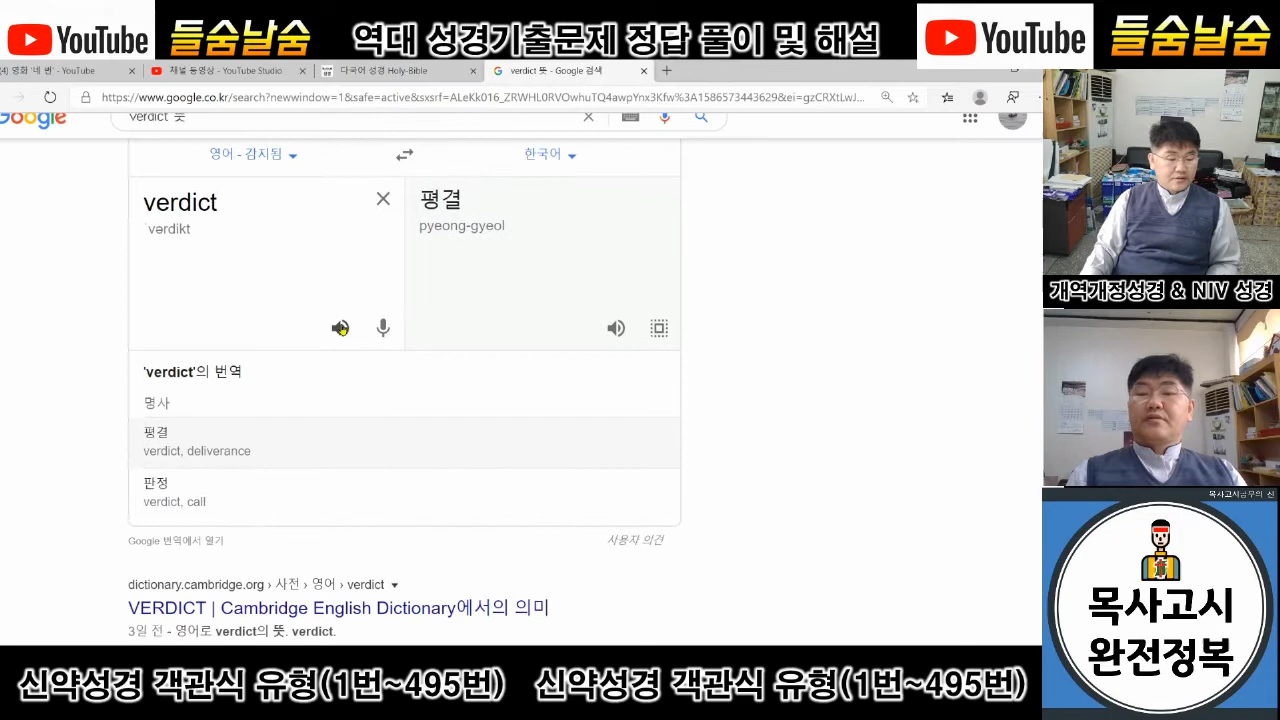 YouTube 들숨날숨 역대 성경기출문제 정답 풀이 및 해설 YouTube 들숨날숨
(4) 영화 '네 번' - YouTube
채널 동영상 - YouTube Studio
다국어 성경 Holy-Bible
verdict 뜻 - Google 검색
https://www.google.co.kr/search?newwindow=1&safe=active&sxsrf=
Google
verdict 뜻
영어 - 감지됨
한국어
verdict
ˈvərdikt
평결
pyeong-gyeol
'verdict'의 번역
명사
평결
verdict, deliverance
판정
verdict, call
Google 번역에서 열기
사용자 의견
dictionary.cambridge.org › 사전 › 영어 › verdict
VERDICT | Cambridge English Dictionary에서의 의미
3일 전 - 영어로 verdict의 뜻. verdict.
개역개정성경 & NIV 성경
목사고시
완전정복
신약성경 객관식 유형(1번~495번) 신약성경 객관식 유형(1번~495번)